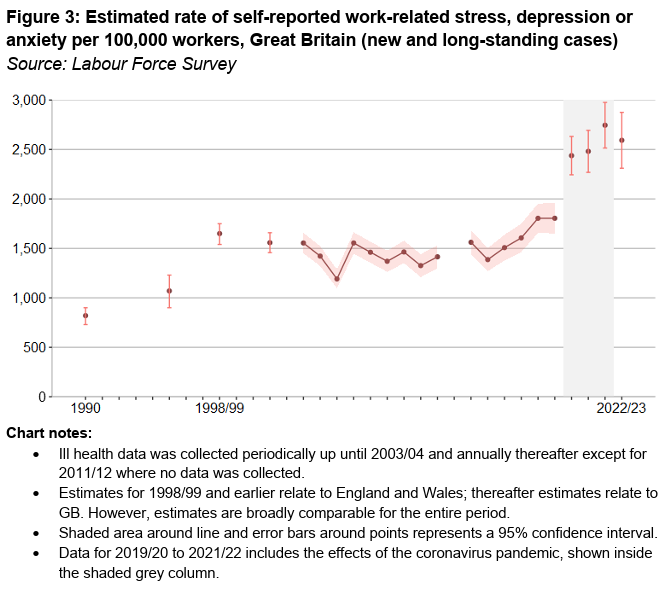 Figure 3: Estimated rate of self-reported work-related stress, depression or
anxiety per 100,000 workers, Great Britain (new and long-standing cases)
Source: Labour Force Survey
3,000
2,500
2,000
1,500
1,000
500
0
1990
1998/99
2022/23
Chart notes:
• Ill health data was collected periodically up until 2003/04 and annually thereafter except for
2011/12 where no data was collected.
• Estimates for 1998/99 and earlier relate to England and Wales; thereafter estimates relate to
GB. However, estimates are broadly comparable for the entire period.
• Shaded area around line and error bars around points represents a 95% confidence interval.
• Data for 2019/20 to 2021/22 includes the effects of the coronavirus pandemic, shown inside
the shaded grey column.